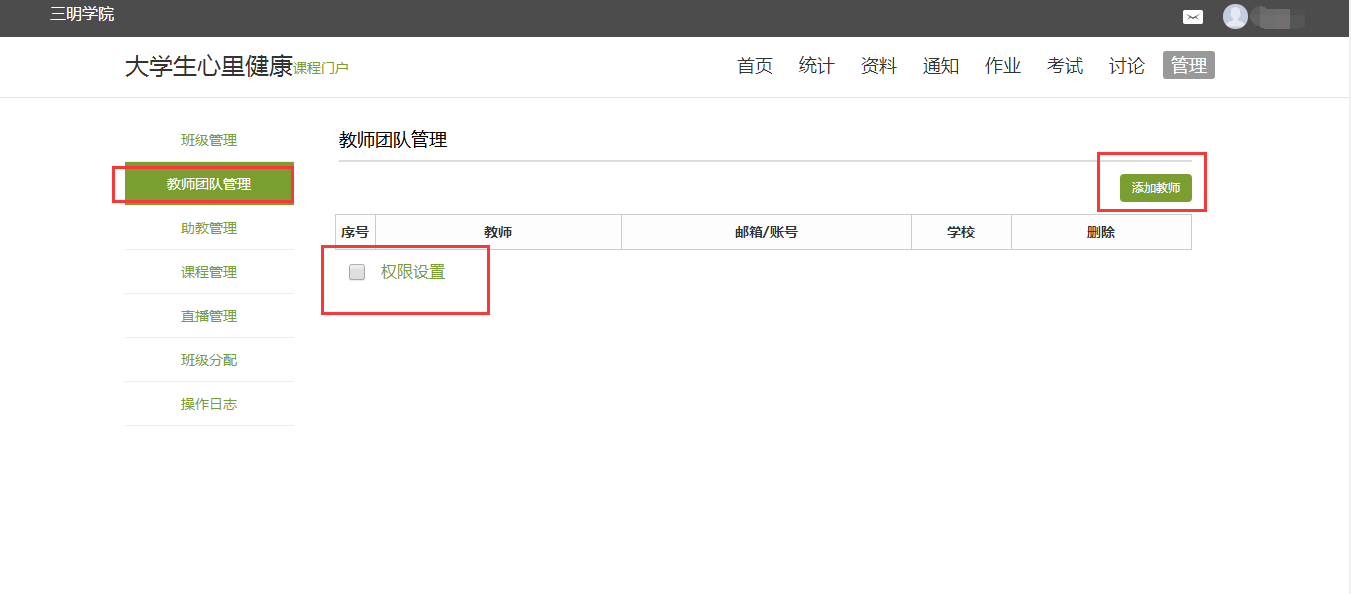 三明学院
大学生心里健康课程门户
首页 统计 资料 通知 作业 考试 讨论 管理
班级管理
教师团队管理
助教管理
课程管理
直播管理
班级分配
操作日志
教师团队管理
添加教师
序号 教师 邮箱/账号 学校 删除
权限设置